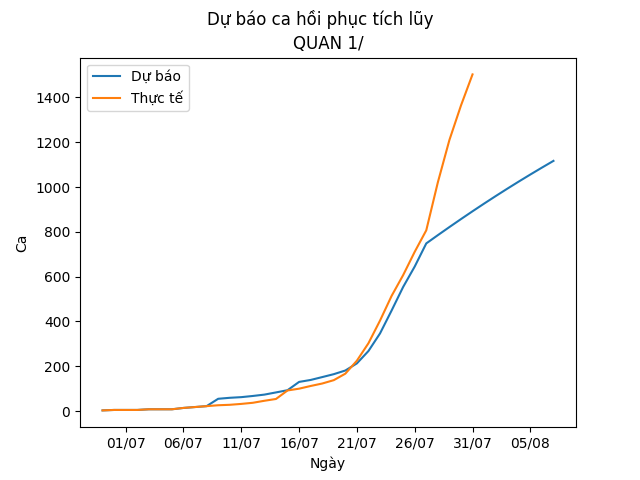 Dự báo ca hồi phục tích lũy
QUAN 1/
Dự báo
Thực tế
1400
1200
1000
800
600
400
200
0
Ca
01/07 06/07 11/07 16/07 21/07 26/07 31/07 05/08
Ngày